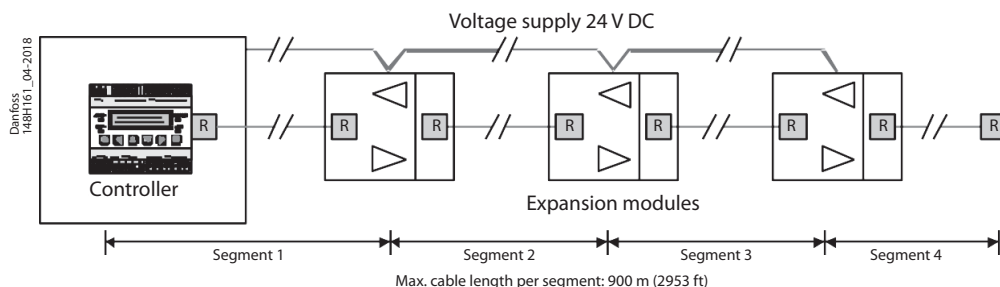 Voltage supply 24 V DC
Danfoss
148H161_04-2018
R
R
R
R
R
R
R
R
Controller
Expansion modules
Segment 1
Segment 2
Segment 3
Segment 4
Max. cable length per segment: 900 m (2953 ft)